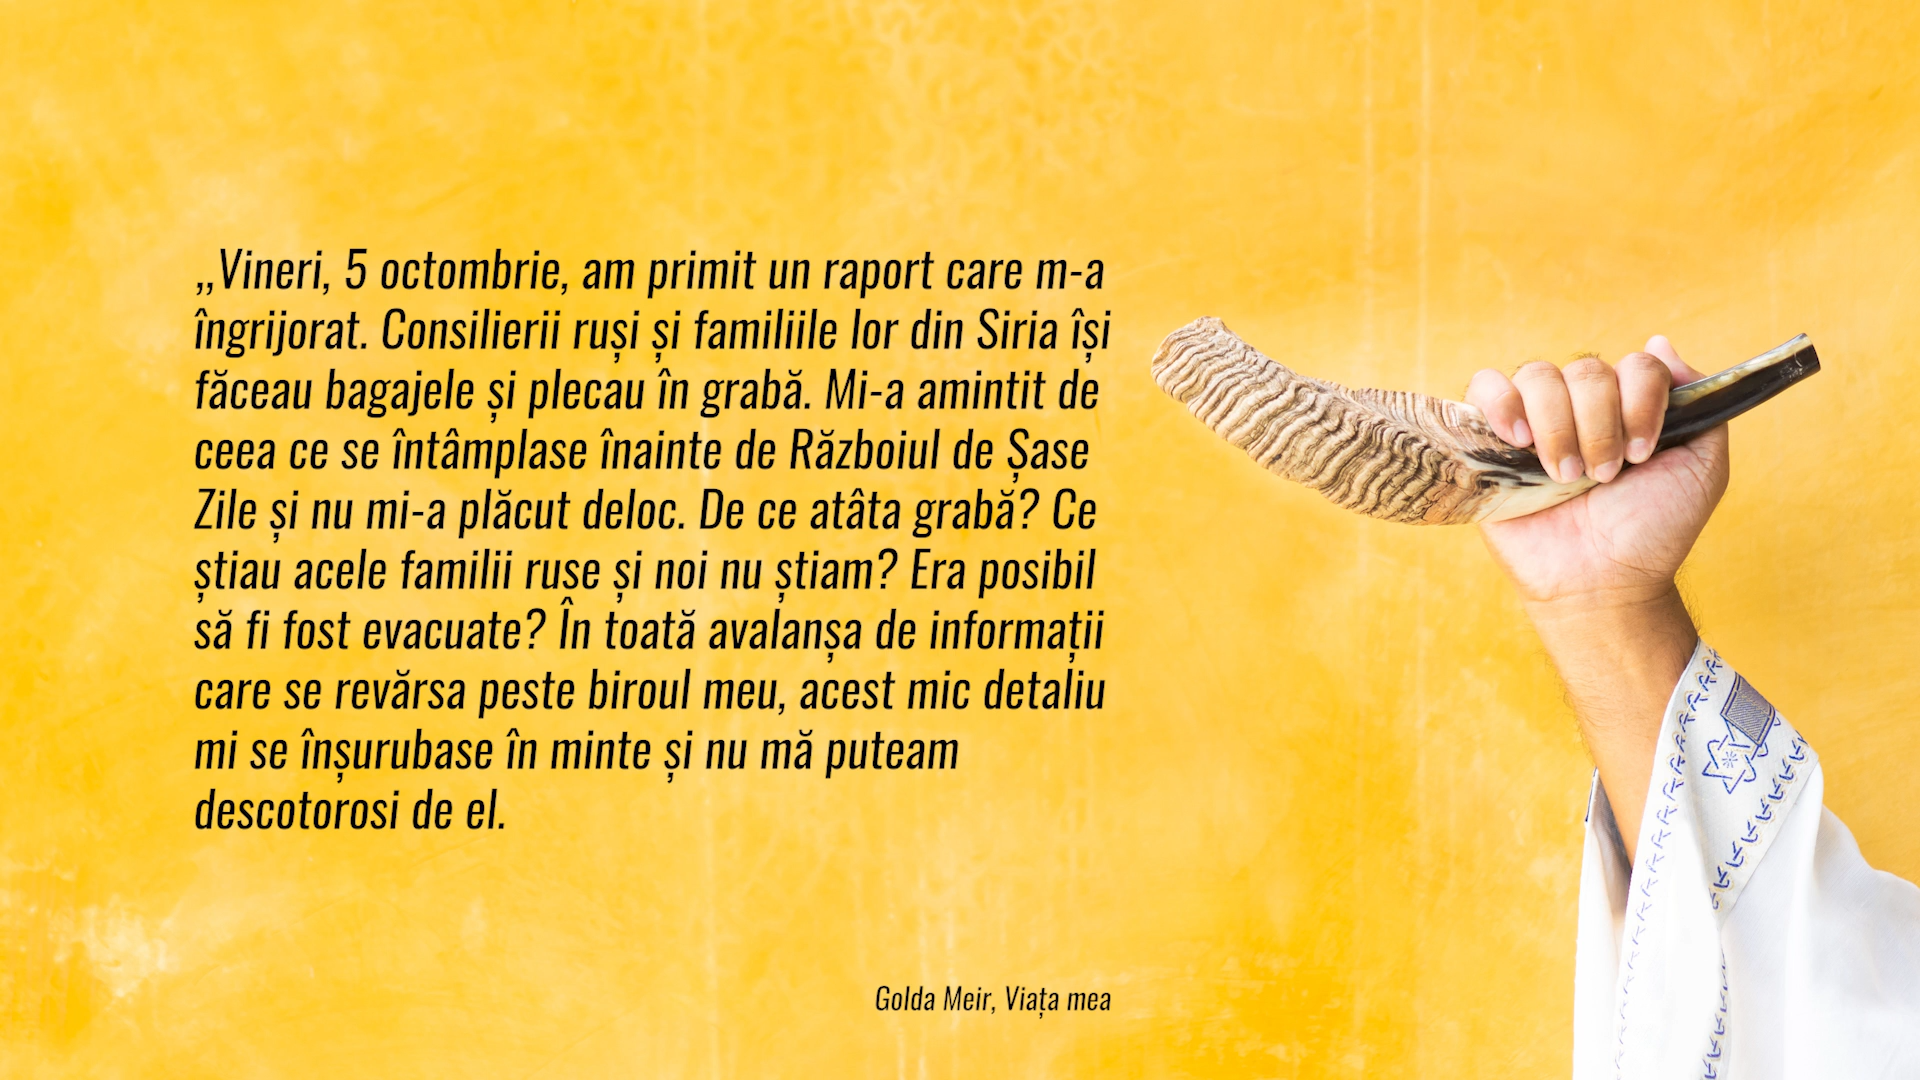 ,,Vineri, 5 octombrie, am primit un raport care m-a
îngrijorat. Consilierii ruși și familiile lor din Siria își
făceau bagajele și plecau în grabă. Mi-a amintit de
ceea ce se întâmplase înainte de Războiul de Șase
Zile și nu mi-a plăcut deloc. De ce atâta grabă? Ce
știau acele familii ruse și noi nu știam? Era posibil
să fi fost evacuate? În toată avalanșa de informații
care se revărsa peste biroul meu, acest mic detaliu
mi se înșurubase în minte și nu mă puteam
descotorosi de el.
Golda Meir, Viața mea